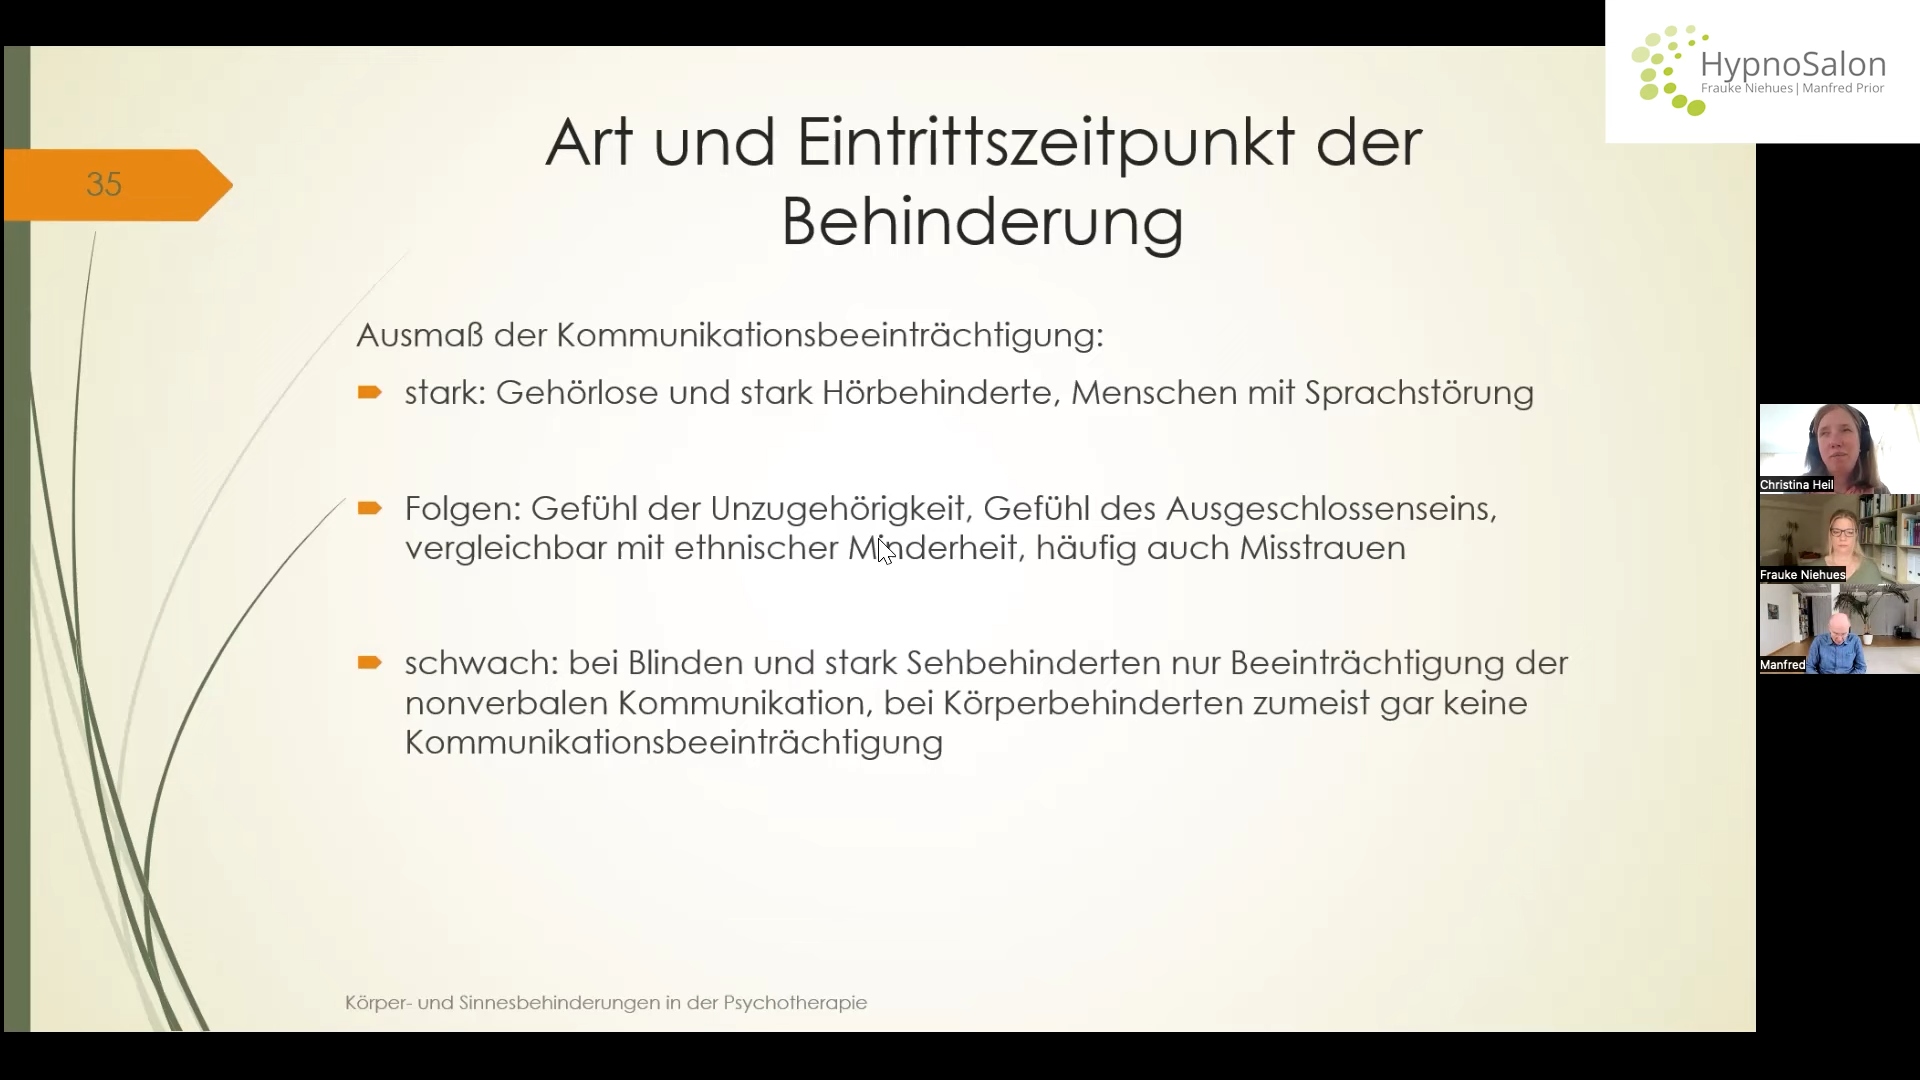 HypnoSalon
Frauke Niehues | Manfred Prior
35
Art und Eintrittszeitpunkt der
Behinderung
Ausmaß der Kommunikationsbeeinträchtigung:
stark: Gehörlose und stark Hörbehinderte, Menschen mit Sprachstörung
Folgen: Gefühl der Unzugehörigkeit, Gefühl des Ausgeschlossenseins,
vergleichbar mit ethnischer Minderheit, häufig auch Misstrauen
schwach: bei Blinden und stark Sehbehinderten nur Beeinträchtigung der
nonverbalen Kommunikation, bei Körperbehinderten zumeist gar keine
Kommunikationsbeeinträchtigung
Körper- und Sinnesbehinderungen in der Psychotherapie
Christina Heil
Frauke Niehues
Manfred